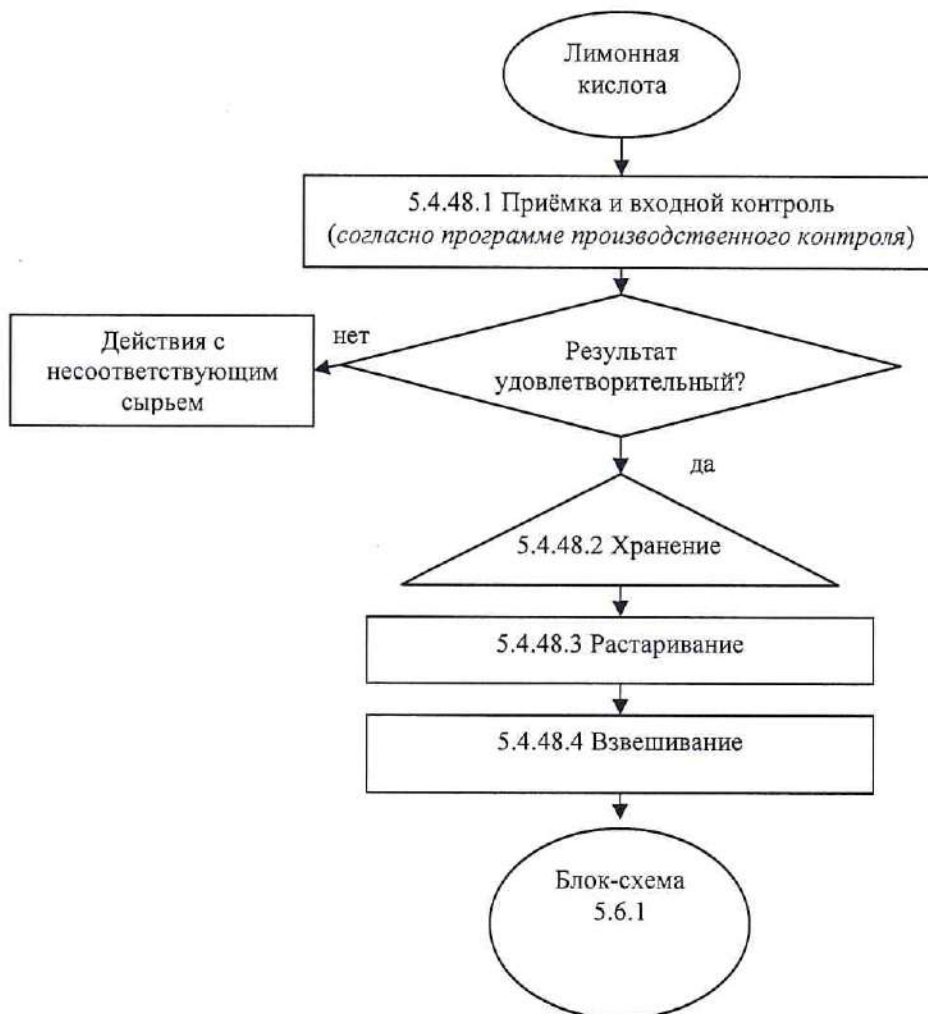 Лимонная
кислота
5.4.48.1 Приёмка и входной контроль
(согласно программе производственного контроля)
нет
Действия с
несоответствующим
сырьем
Результат
удовлетворительный?
да
5.4.48.2 Хранение
5.4.48.3 Растаривание
5.4.48.4 Взвешивание
Блок-схема
5.6.1